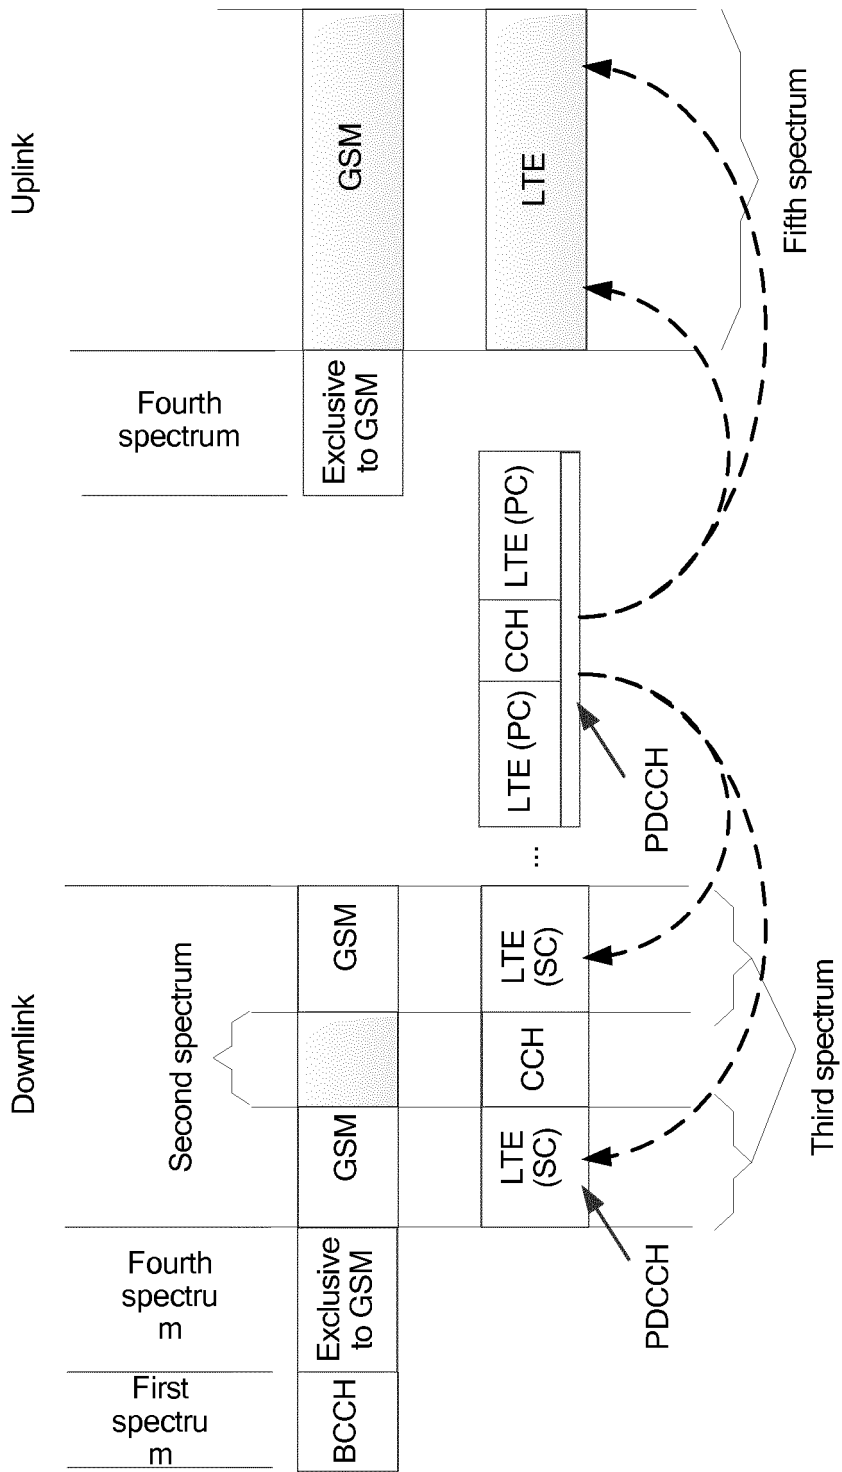 Downlink
Uplink
First
spectru
m
Fourth
spectru
m
Second spectrum
Fourth
spectrum
BCCH
Exclusive
to GSM
GSM
GSM
Exclusive
to GSM
GSM
LTE
(SC)
CCH
LTE
(SC)
...
LTE (PC)
CCH
LTE (PC)
LTE
PDCCH
PDCCH
Third spectrum
Fifth spectrum